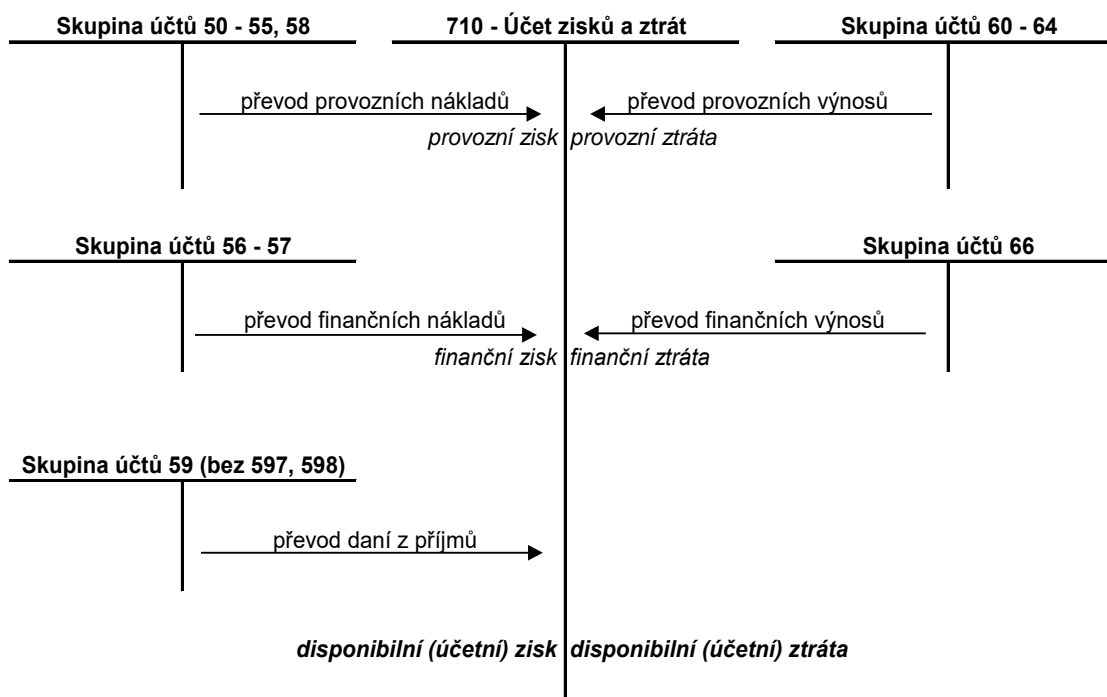 Skupina účtů 50 - 55, 58
710 - Účet zisků a ztrát
Skupina účtů 60 - 64
převod provozních nákladů
převod provozních výnosů
provozní zisk
provozní ztráta
Skupina účtů 56 - 57
Skupina účtů 66
převod finančních nákladů
převod finančních výnosů
finanční zisk
finanční ztráta
Skupina účtů 59 (bez 597, 598)
převod daní z příjmů
disponibilní (účetní) zisk
disponibilní (účetní) ztráta